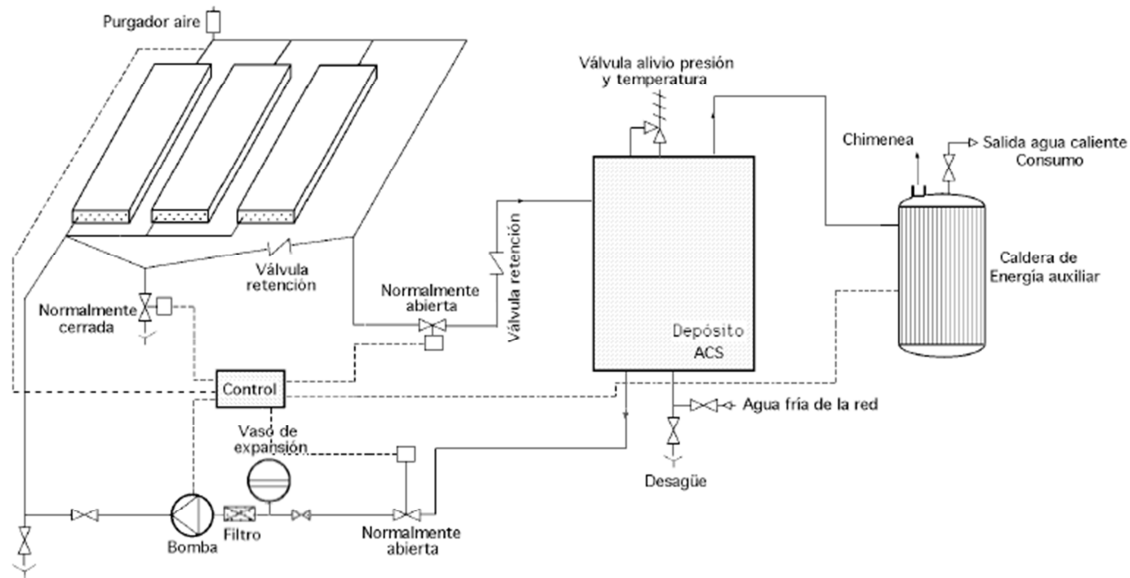 Purgador aire
Válvula alivio presión
y temperatura
Chimenea
Salida agua caliente
Consumo
Válvula
retención
Válvula retención
Normalmente
abierta
Normalmente
cerrada
Caldera de
Energía auxiliar
Depósito
ACS
Control
Agua fría de la red
Vaso de
expansión
Desagüe
Filtro
Bomba
Normalmente
abierta